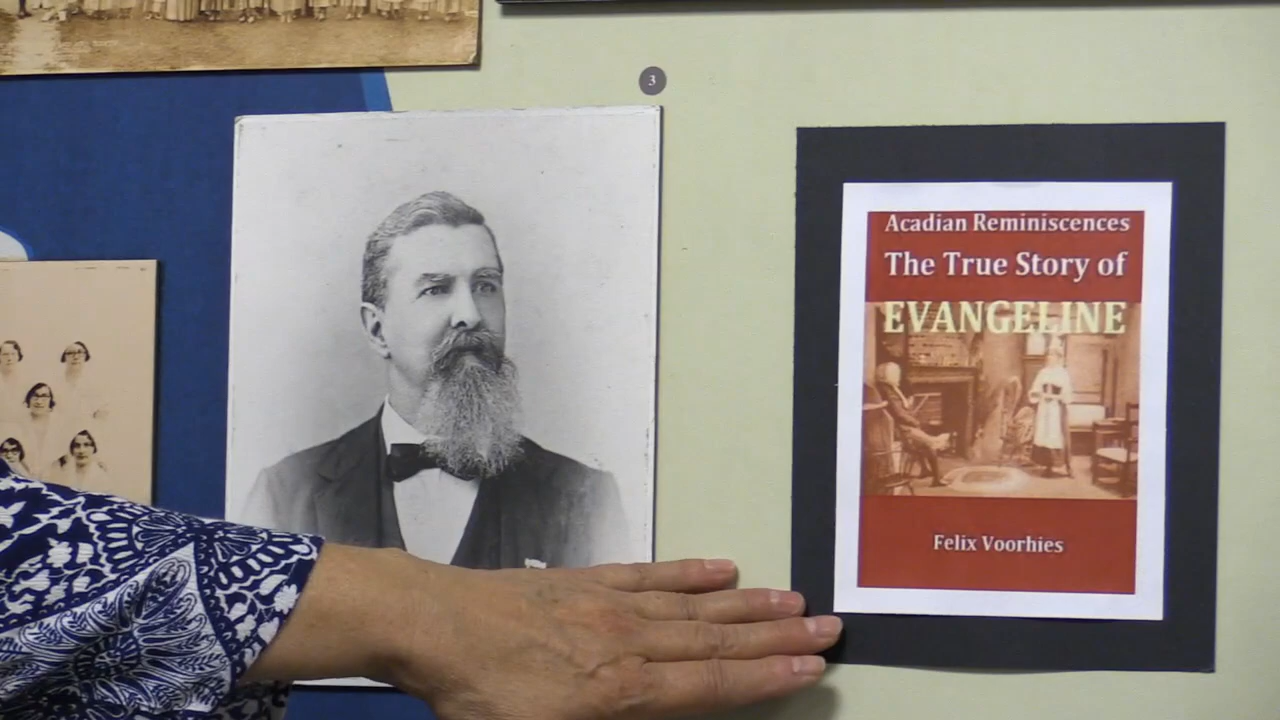 3
Acadian Reminiscences
The True Story of
EVANGELINE
Felix Voorhies